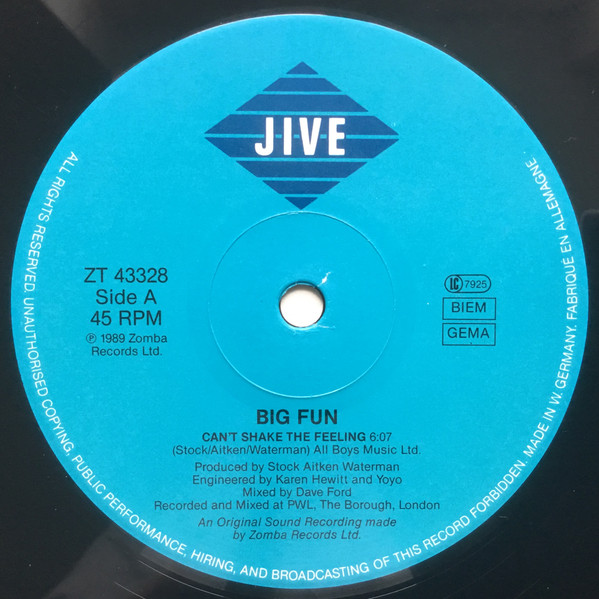 JIVE
ZT 43328
Side A
45 RPM
℗ 1989 Zomba
Records Ltd.
LC 7925
BIEM
GEMA
BIG FUN
CAN'T SHAKE THE FEELING 6:07
(Stock/Aitken/Waterman) All Boys Music Ltd.
Produced by Stock Aitken Waterman
Engineered by Karen Hewitt and Yoyo
Mixed by Dave Ford
Recorded and Mixed at PWL, The Borough, London
An Original Sound Recording made
by Zomba Records Ltd.
ALL RIGHTS RESERVED. UNAUTHORISED COPYING, PUBLIC PERFORMANCE, HIRING, AND BROADCASTING OF THIS RECORD FORBIDDEN. MADE IN W. GERMANY. FABRIQUÉ EN ALLEMAGNE